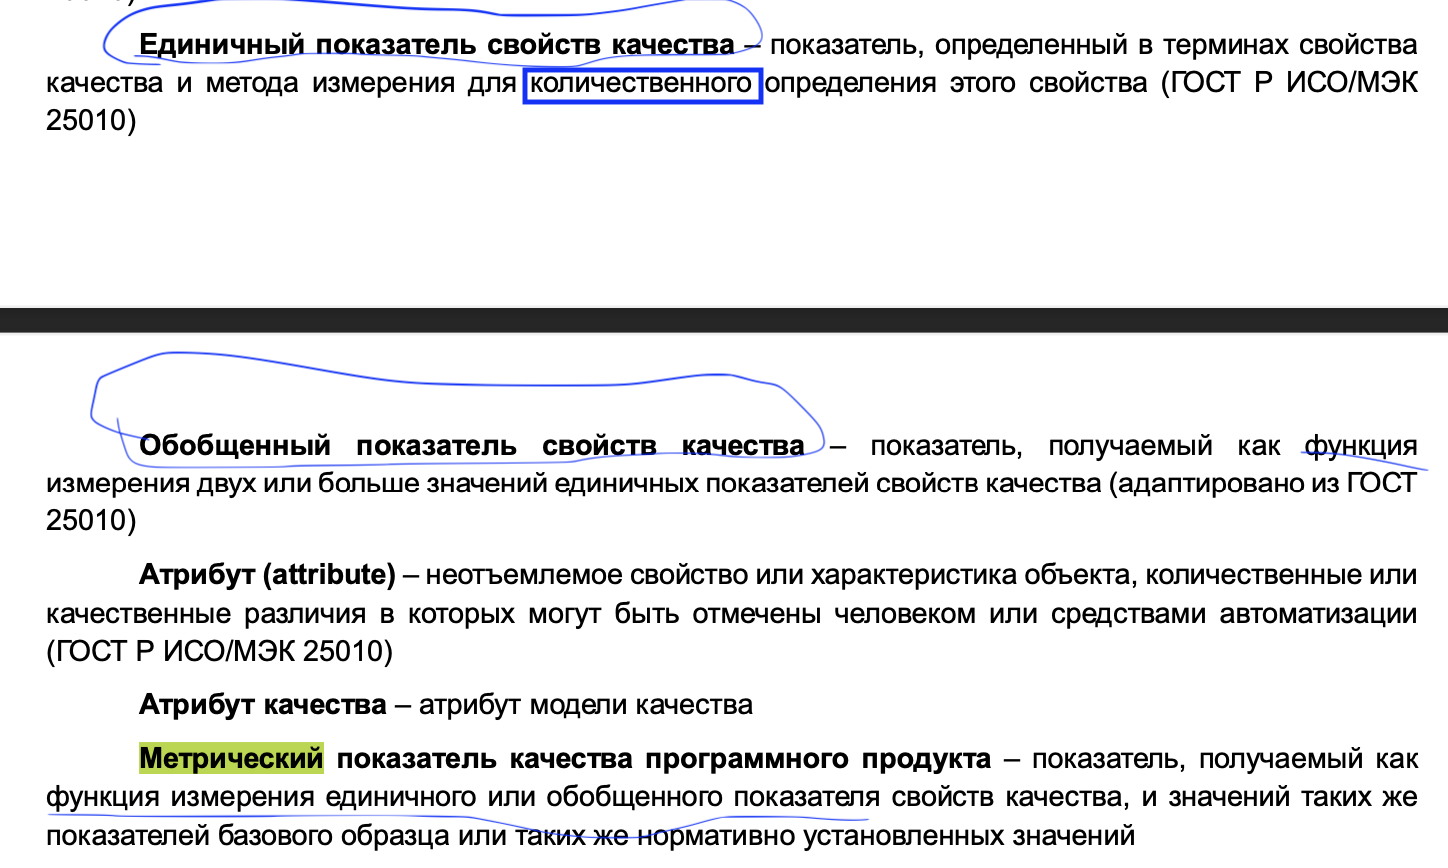 Единичный показатель свойств качества – показатель, определенный в терминах свойства
качества и метода измерения для количественного определения этого свойства (ГОСТ Р ИСО/МЭК
25010)
Обобщенный показатель свойств качества – показатель, получаемый как функция
измерения двух или больше значений единичных показателей свойств качества (адаптировано из ГОСТ
25010)
Атрибут (attribute) – неотъемлемое свойство или характеристика объекта, количественные или
качественные различия в которых могут быть отмечены человеком или средствами автоматизации
(ГОСТ Р ИСО/МЭК 25010)
Атрибут качества – атрибут модели качества
Метрический показатель качества программного продукта – показатель, получаемый как
функция измерения единичного или обобщенного показателя свойств качества, и значений таких же
показателей базового образца или таких же нормативно установленных значений